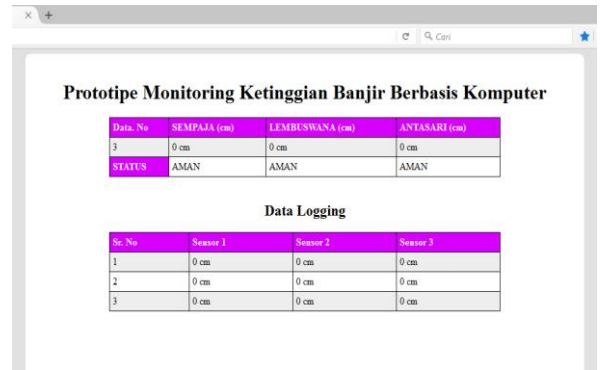 Cari
Prototipe Monitoring Ketinggian Banjir Berbasis Komputer
Data. No SEMPAJA (cm) LEMBUSWANA (cm) ANTASARI (cm)
3 0 cm 0 cm 0 cm
STATUS AMAN AMAN AMAN
Data Logging
Sr. No Sensor 1 Sensor 2 Sensor 3
1 0 cm 0 cm 0 cm
2 0 cm 0 cm 0 cm
3 0 cm 0 cm 0 cm